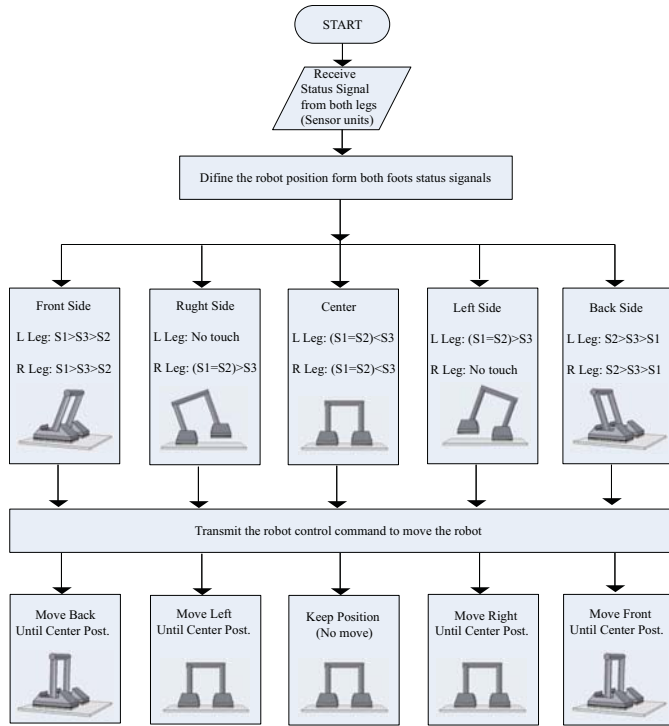 START
Receive
Status Signal
from both legs
(Sensor units)
Difine the robot position form both foots status siganals
Front Side
L Leg: S1>S3>S2
R Leg: S1>S3>S2
Rught Side
L Leg: No touch
R Leg: (S1=S2)>S3
Center
L Leg: (S1=S2)<S3
R Leg: (S1=S2)<S3
Left Side
L Leg: (S1=S2)>S3
R Leg: No touch
Back Side
L Leg: S2>S3>S1
R Leg: S2>S3>S1
Transmit the robot control command to move the robot
Move Back
Until Center Post.
Move Left
Until Center Post.
Keep Position
(No move)
Move Right
Until Center Post.
Move Front
Until Center Post.